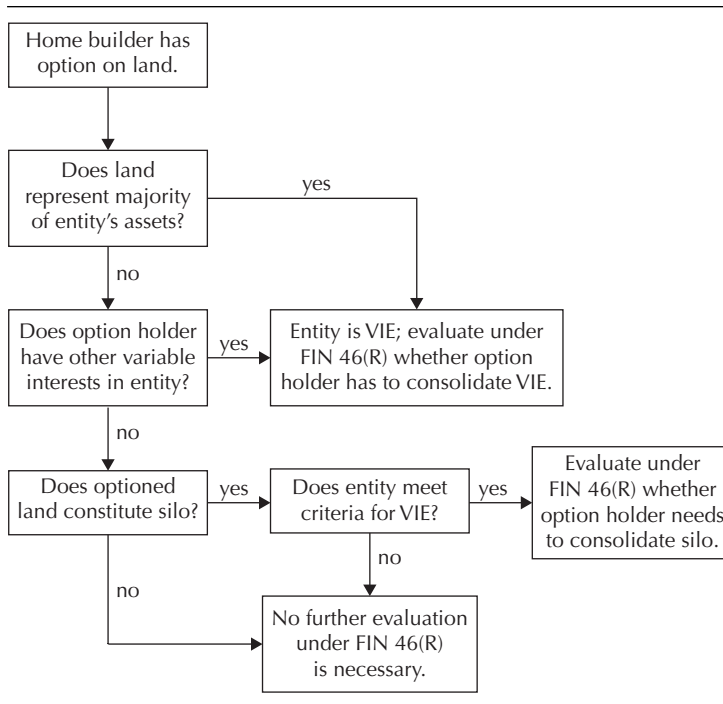 Home builder has
option on land.
Does land
represent majority
of entity's assets?
yes
no
Does option holder
have other variable
interests in entity?
yes
Entity is VIE; evaluate under
FIN 46(R) whether option
holder has to consolidate VIE.
no
Does optioned
land constitute silo?
yes
Does entity meet
criteria for VIE?
yes
Evaluate under
FIN 46(R) whether
option holder needs
to consolidate silo.
no
no
No further evaluation
under FIN 46(R)
is necessary.